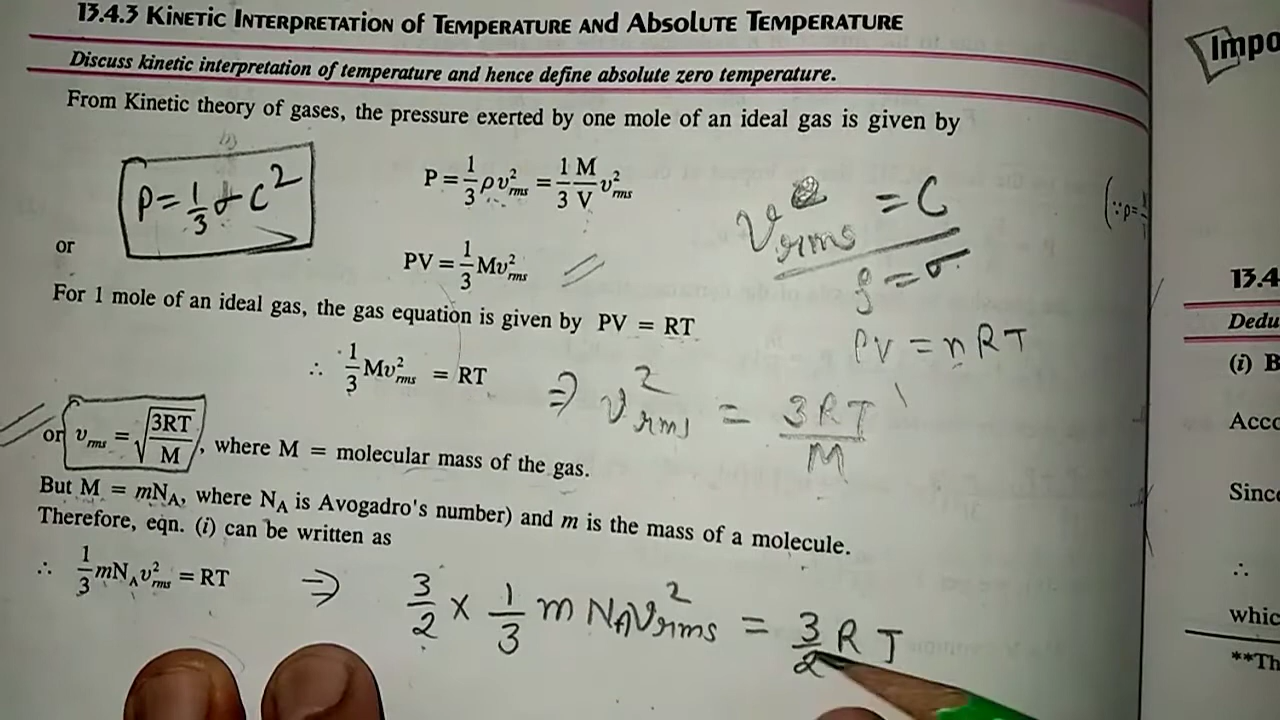 13.4.3 KINETIC INTERPRETATION OF TEMPERATURE AND ABSOLUTE TEMPERATURE
Impo
Discuss kinetic interpretation of temperature and hence define absolute zero temperature.
From Kinetic theory of gases, the pressure exerted by one mole of an ideal gas is given by
P = 1/3 σ C²
P = 1/3 ρv²rms = 1/3 M/V v²rms
Vrms = C
(∵ρ=
or
PV = 1/3 Mv²rms
ρ = σ
13.4
For 1 mole of an ideal gas, the gas equation is given by PV = RT
PV = nRT
Dedu
∴ 1/3 Mv²rms = RT
⇒ v²rms = 3RT/M
(i) B
Acco
or vrms = √(3RT/M), where M = molecular mass of the gas.
But M = mNA, where NA is Avogadro's number) and m is the mass of a molecule.
Since
Therefore, eqn. (i) can be written as
∴ 1/3 mNAv²rms = RT
⇒ 3/2 × 1/3 m NAV²rms = 3/2 RT
∴
whic
**Th